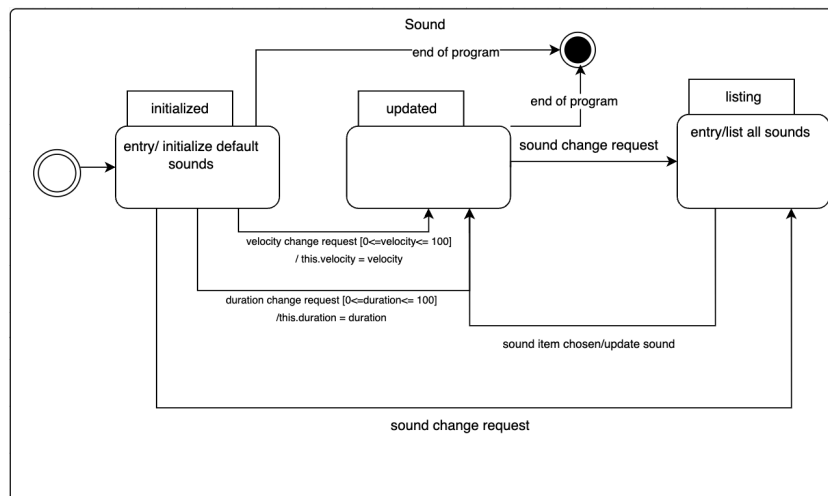 Sound
end of program
initialized
updated
listing
end of program
entry/ initialize default
sounds
entry/list all sounds
sound change request
velocity change request [0<=velocity<= 100]
/ this.velocity = velocity
duration change request [0<=duration<= 100]
/this.duration = duration
sound item chosen/update sound
sound change request